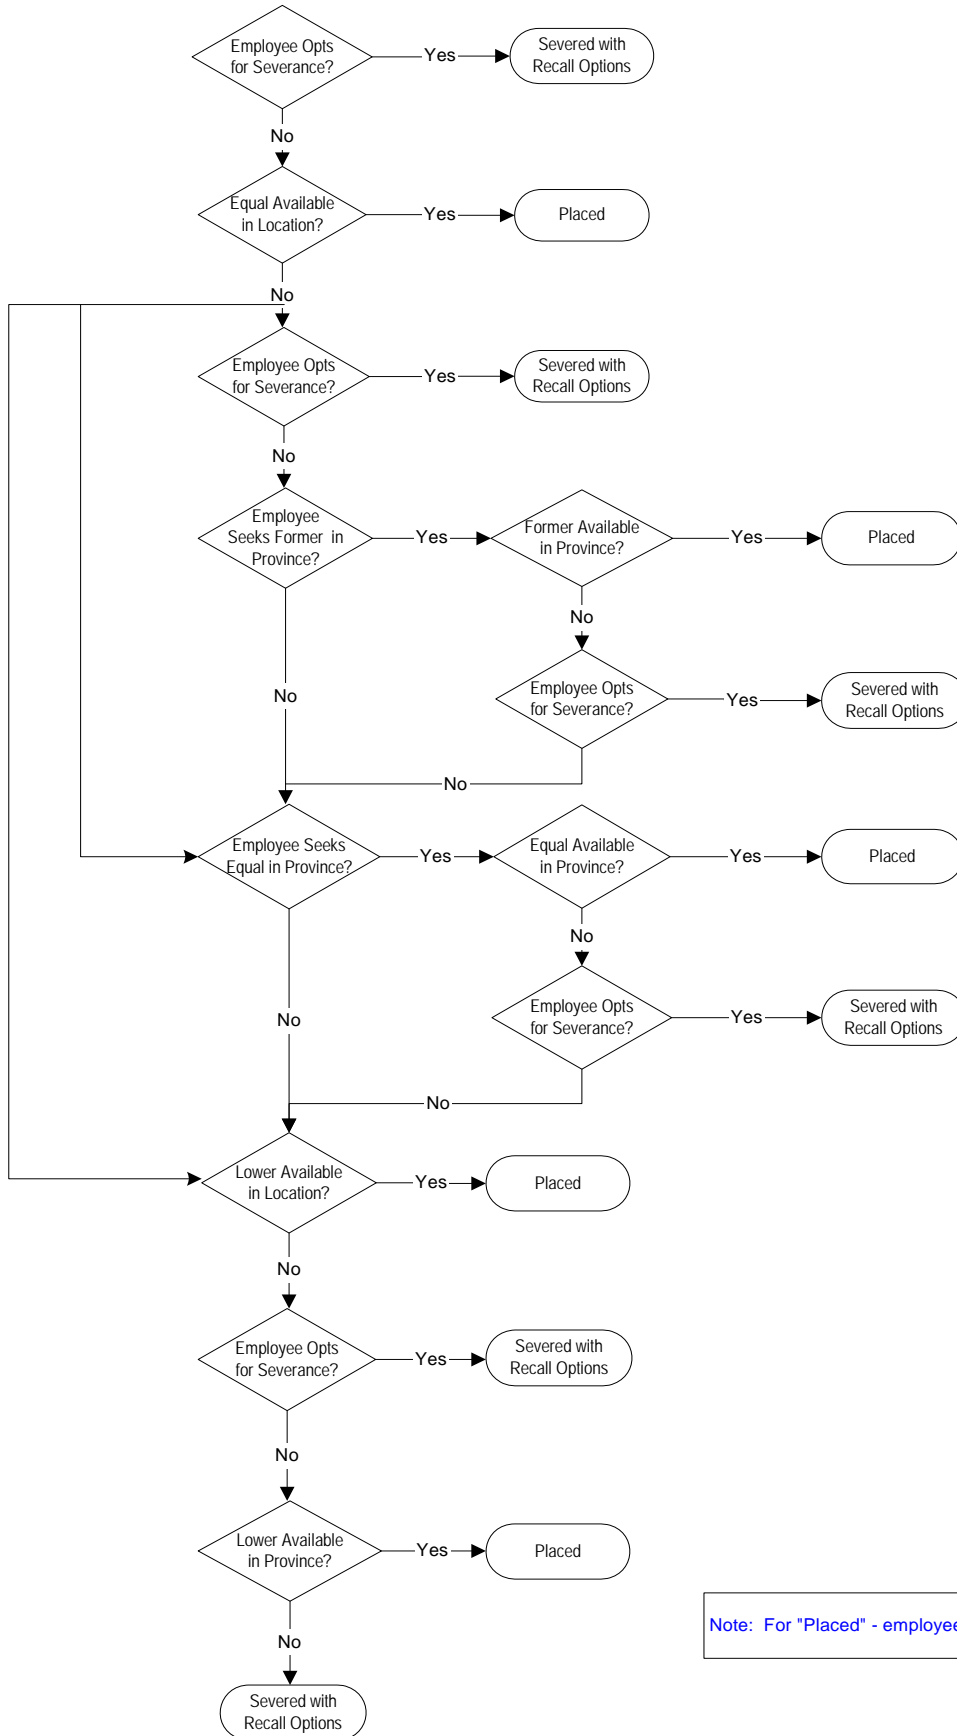 Employee Opts
for Severance?
Yes
Severed with
Recall Options
No
Equal Available
in Location?
Yes
Placed
No
Employee Opts
for Severance?
Yes
Severed with
Recall Options
No
Employee
Seeks Former in
Province?
Yes
Former Available
in Province?
Yes
Placed
No
Employee Opts
for Severance?
Yes
Severed with
Recall Options
No
No
Employee Seeks
Equal in Province?
Yes
Equal Available
in Province?
Yes
Placed
No
Employee Opts
for Severance?
Yes
Severed with
Recall Options
No
No
Lower Available
in Location?
Yes
Placed
No
Employee Opts
for Severance?
Yes
Severed with
Recall Options
No
Lower Available
in Province?
Yes
Placed
No
Severed with
Recall Options
Note: For "Placed" - employee